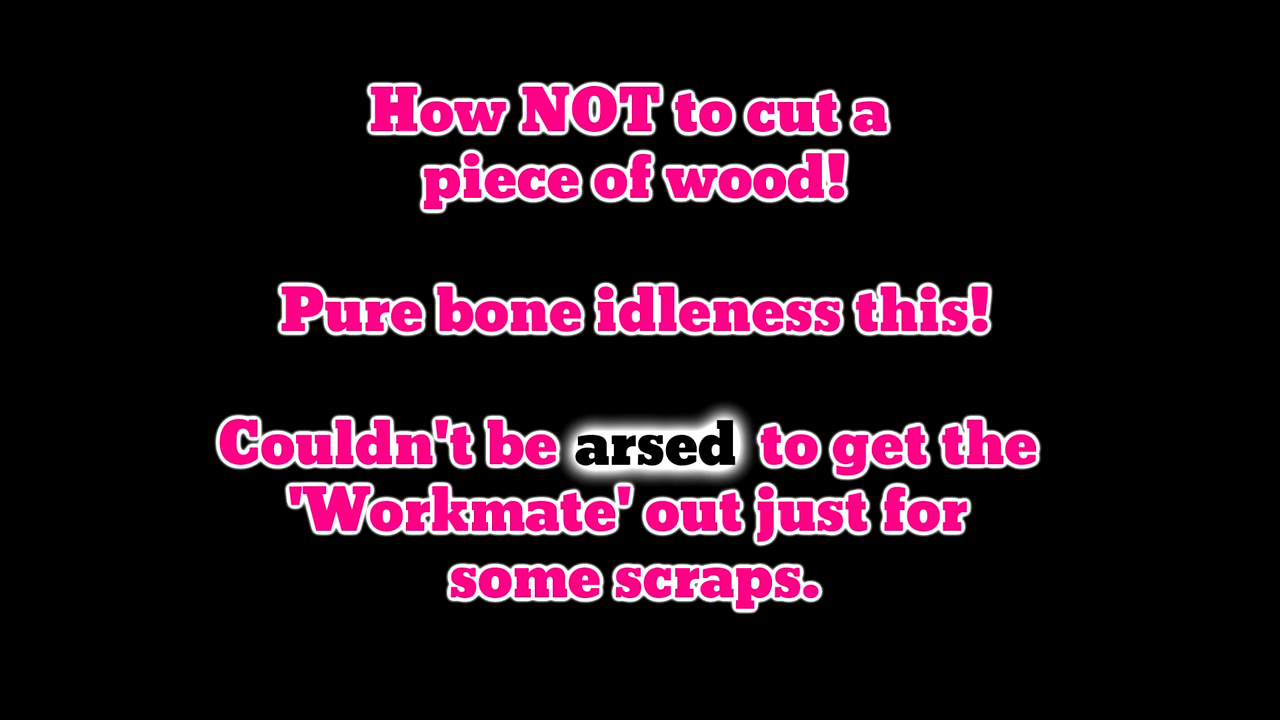 How NOT to cut a
piece of wood!
Pure bone idleness this!
Couldn't be arsed to get the
'Workmate' out just for
some scraps.